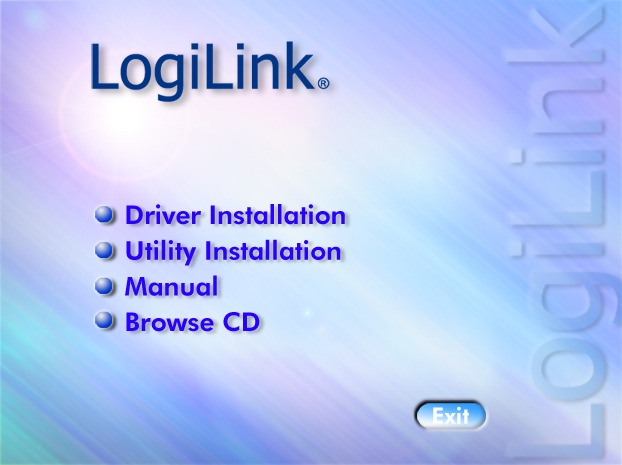 LogiLink®
Driver Installation
Utility Installation
Manual
Browse CD
Exit
LogiLink